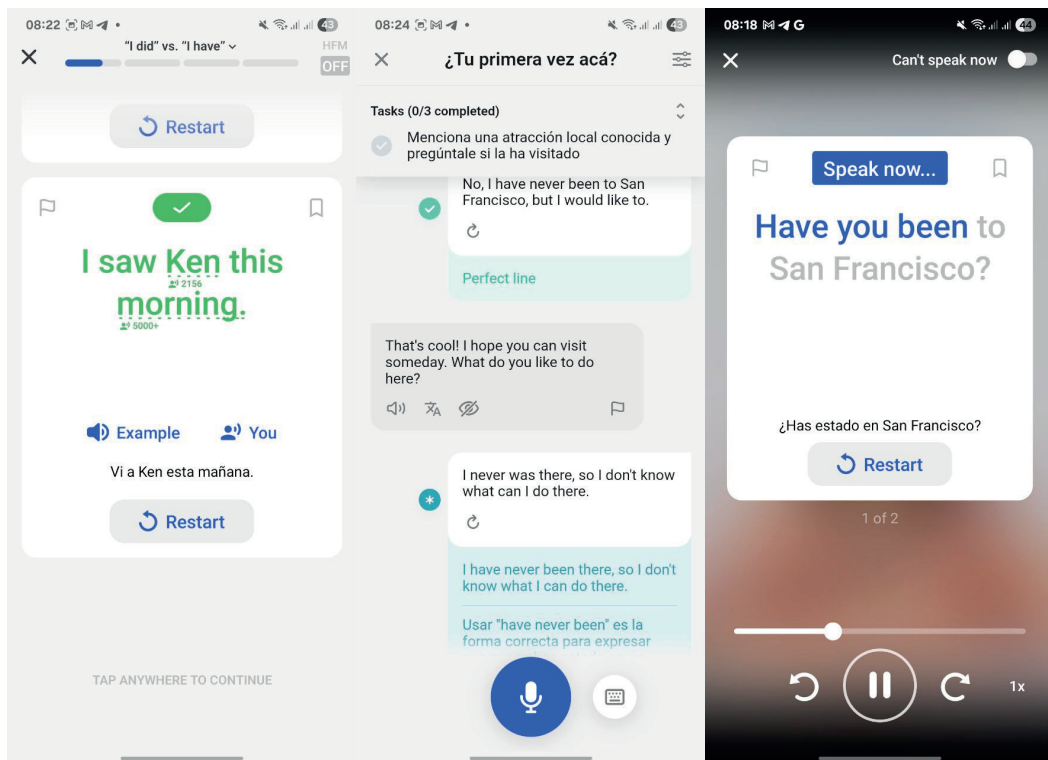 08:22
43
"I did" vs. "I have"
HFM
OFF
Restart
I saw Ken this
2156
morning.
5000+
Example
You
Vi a Ken esta mañana.
Restart
TAP ANYWHERE TO CONTINUE
08:24
43
¿Tu primera vez acá?
Tasks (0/3 completed)
Menciona una atracción local conocida y
pregúntale si la ha visitado
No, I have never been to San
Francisco, but I would like to.
Perfect line
That's cool! I hope you can visit
someday. What do you like to do
here?
I never was there, so I don't know
what can I do there.
I have never been there, so I don't
know what I can do there.
Usar "have never been" es la
forma correcta para expresar
08:18
G
44
Can't speak now
Speak now...
Have you been to
San Francisco?
¿Has estado en San Francisco?
Restart
1 of 2
1x